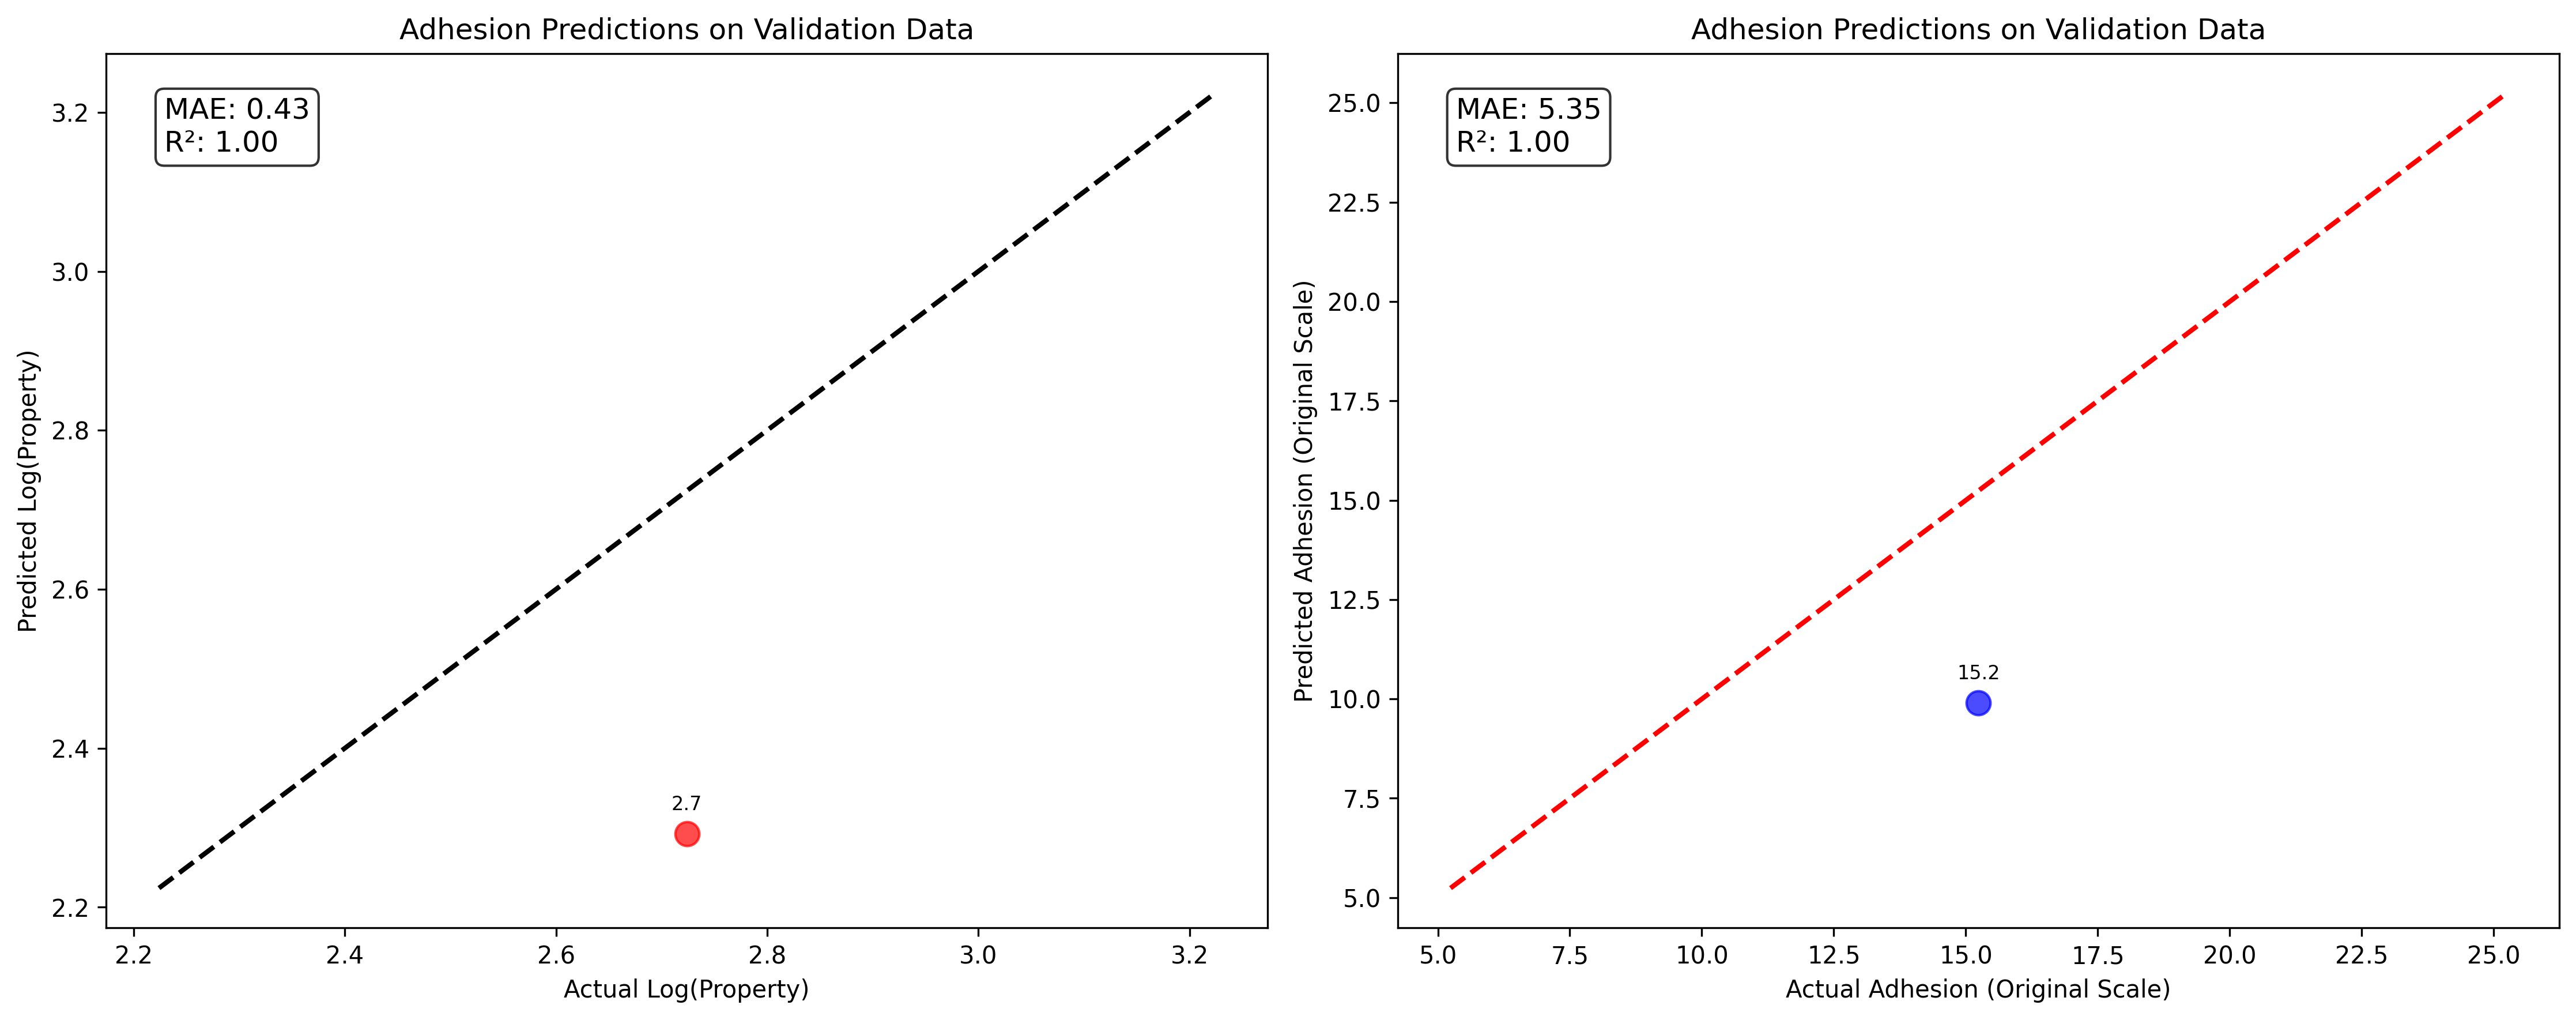 Adhesion Predictions on Validation Data
MAE: 0.43
R²: 1.00
Predicted Log(Property)
3.2
3.0
2.8
2.6
2.4
2.2
2.7
2.2 2.4 2.6 2.8 3.0 3.2
Actual Log(Property)
Adhesion Predictions on Validation Data
MAE: 5.35
R²: 1.00
Predicted Adhesion (Original Scale)
25.0
22.5
20.0
17.5
15.0
12.5
10.0
7.5
5.0
15.2
5.0 7.5 10.0 12.5 15.0 17.5 20.0 22.5 25.0
Actual Adhesion (Original Scale)